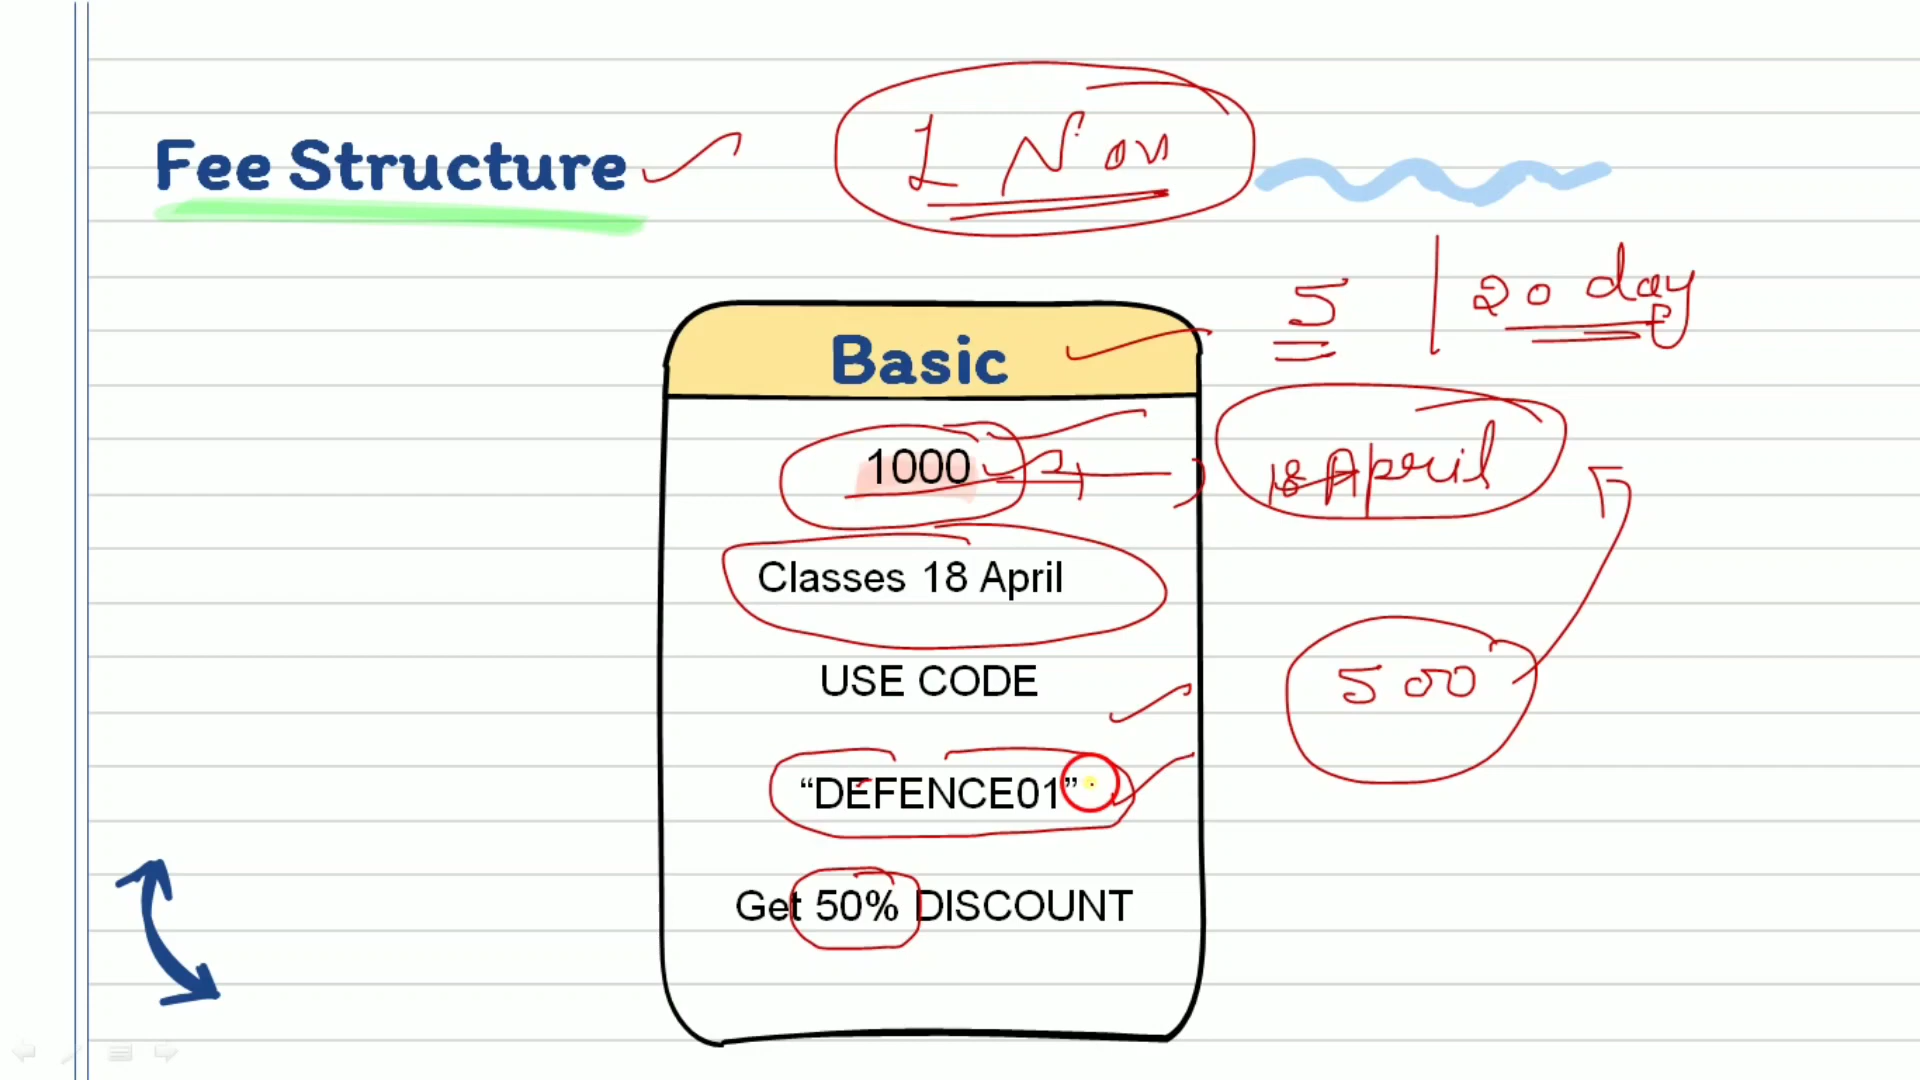 Fee Structure
1 Nov
5 | 20 day
Basic
1000
18 April
Classes 18 April
USE CODE
500
“DEFENCE01”
Get 50% DISCOUNT